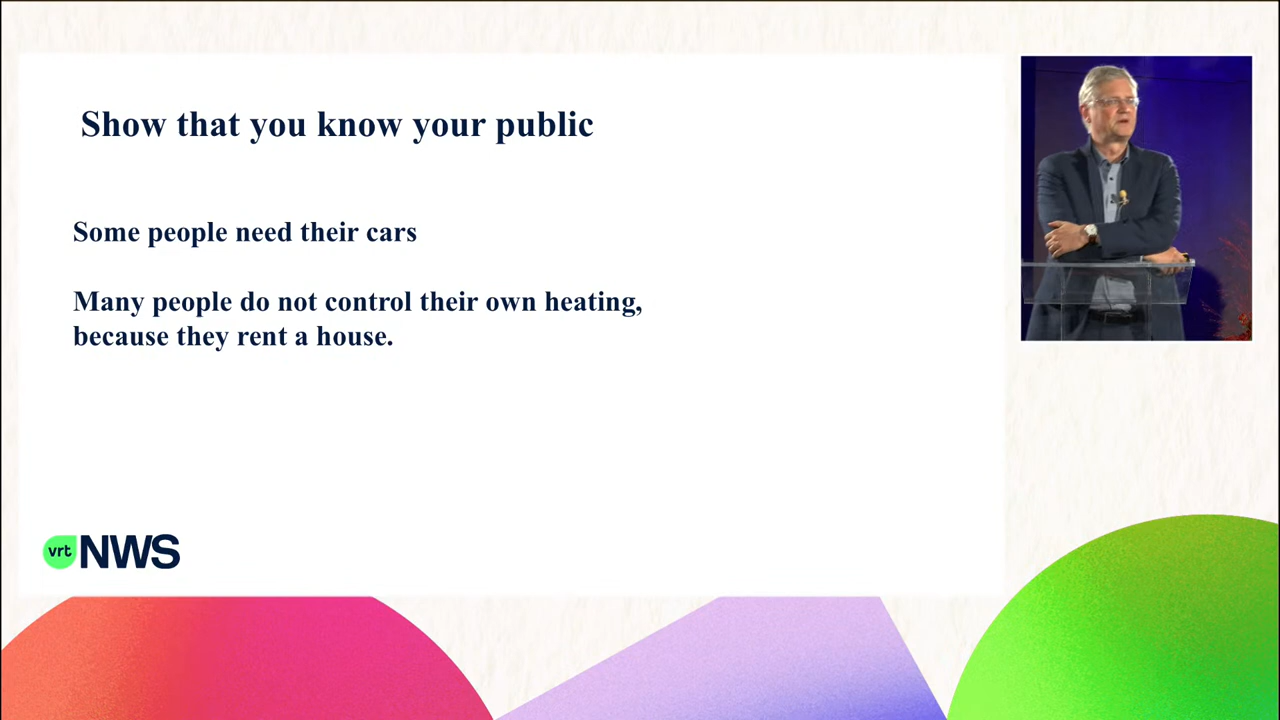 Show that you know your public
Some people need their cars
Many people do not control their own heating,
because they rent a house.
vrt NWS